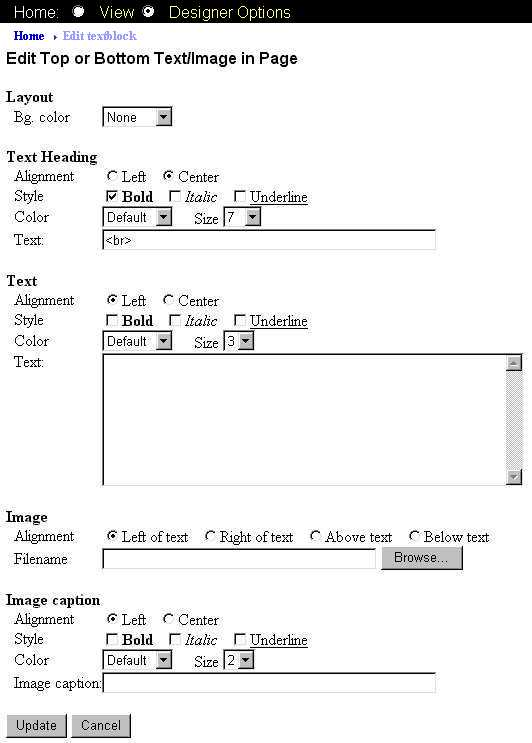 Home: View Designer Options
Home Edit textblock
Edit Top or Bottom Text/Image in Page
Layout
Bg. color None
Text Heading
Alignment Left Center
Style Bold Italic Underline
Color Default Size 7
Text: <br>
Text
Alignment Left Center
Style Bold Italic Underline
Color Default Size 3
Text:
Image
Alignment Left of text Right of text Above text Below text
Filename Browse...
Image caption
Alignment Left Center
Style Bold Italic Underline
Color Default Size 2
Image caption:
Update Cancel